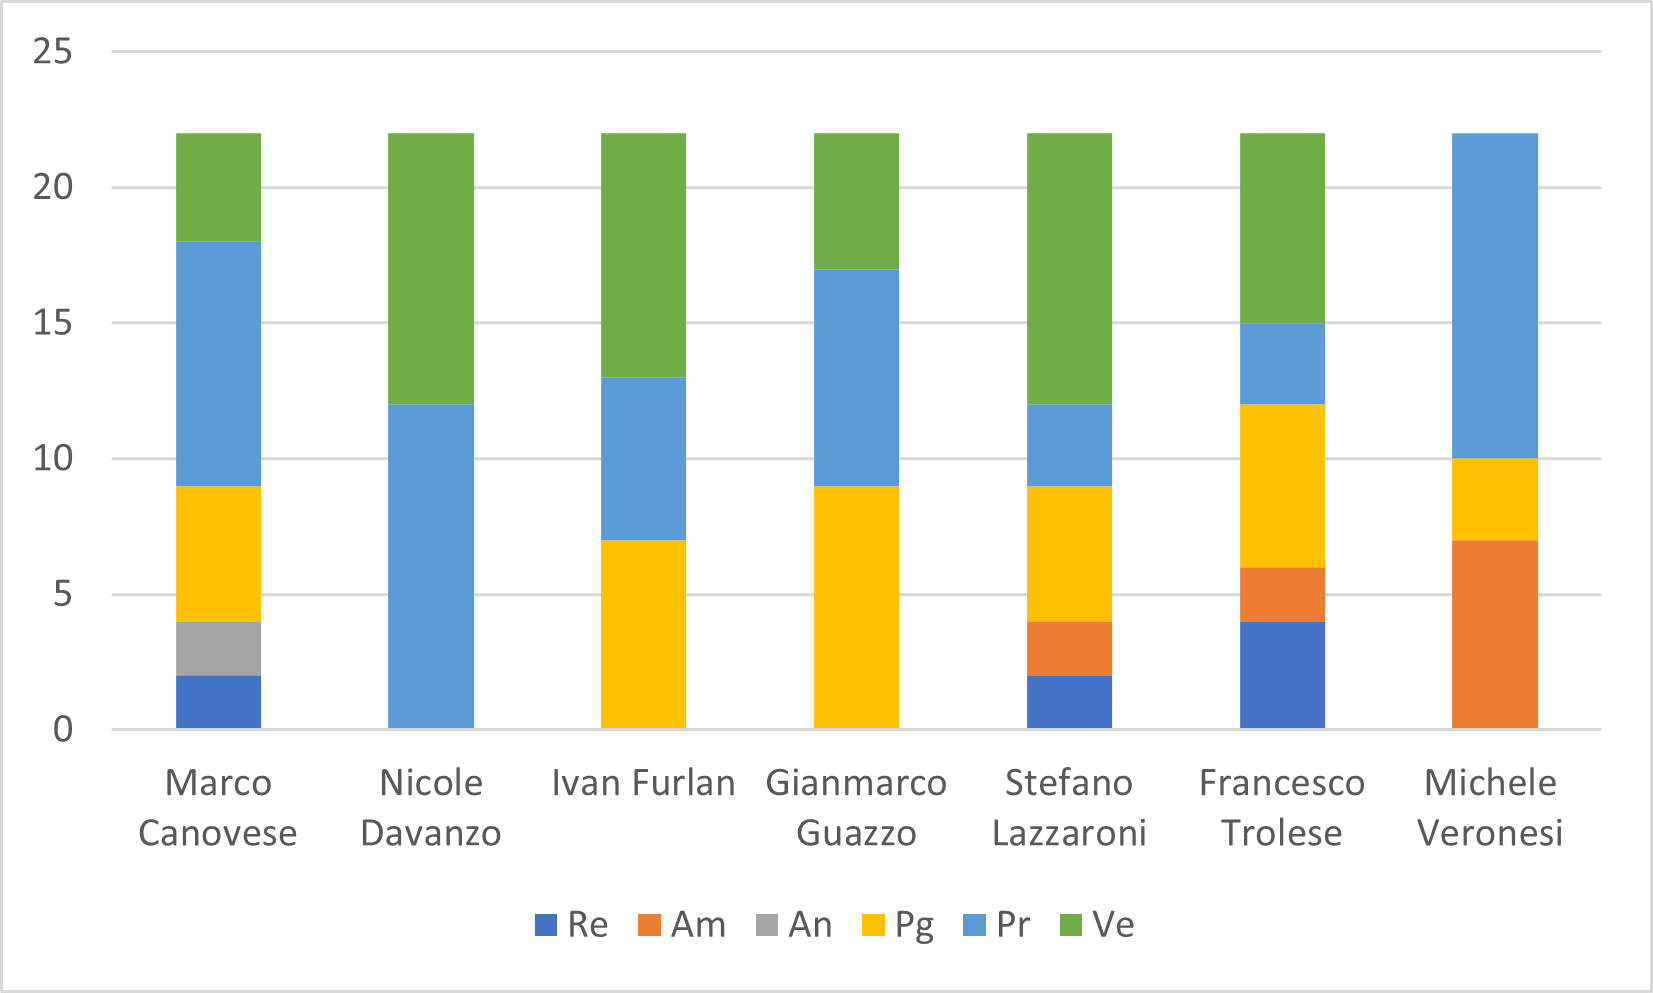 25
20
15
10
5
0
Marco Canovese
Nicole Davanzo
Ivan Furlan
Gianmarco Guazzo
Stefano Lazzaroni
Francesco Trolese
Michele Veronesi
Re Am An Pg Pr Ve